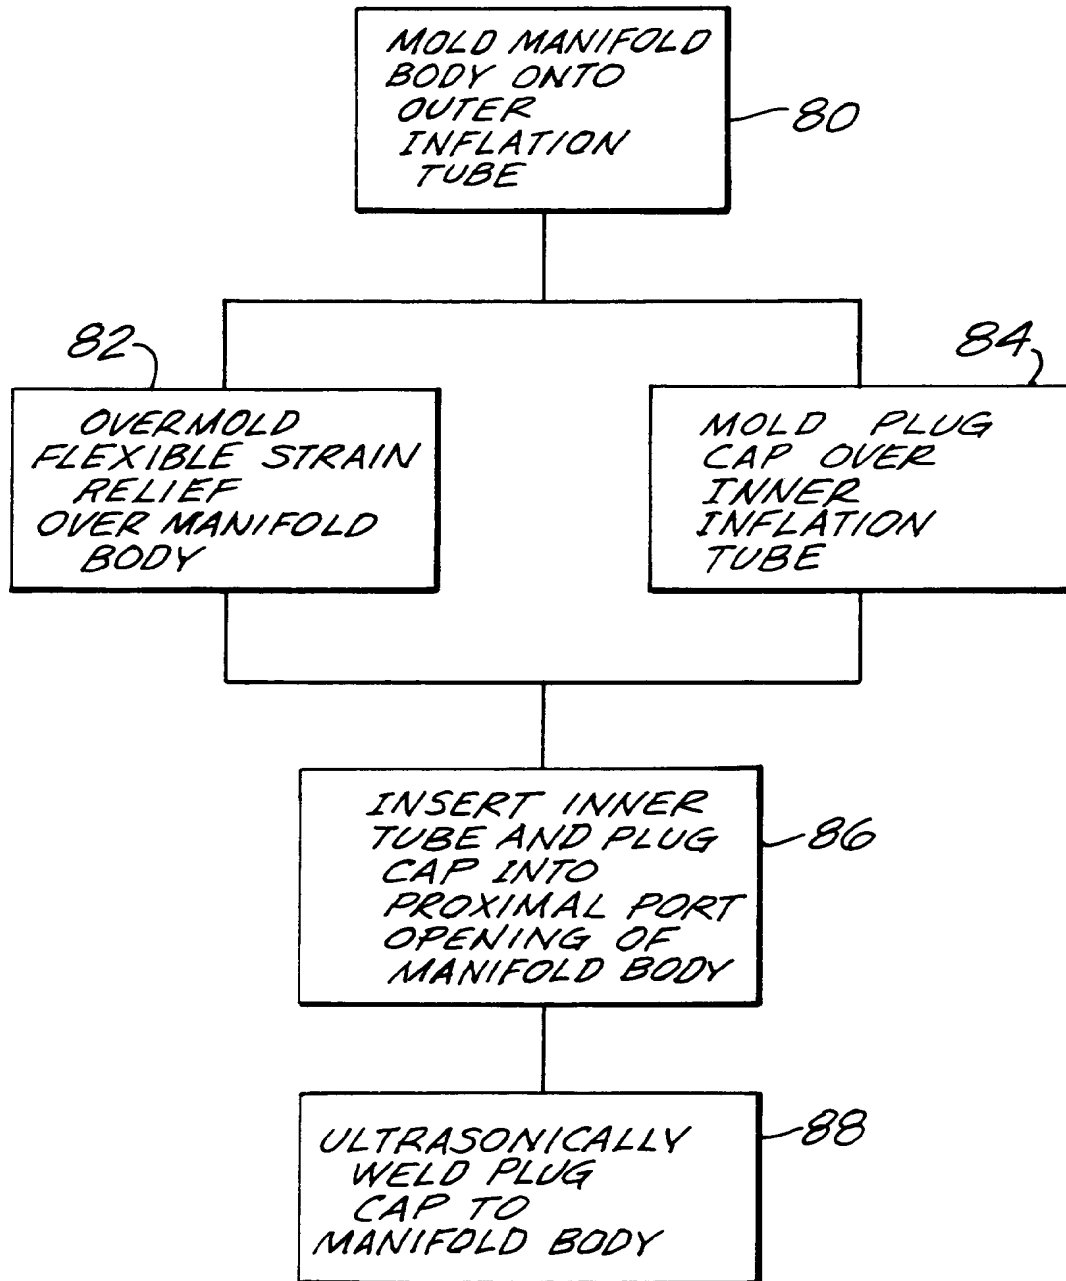 MOLD MANIFOLD
BODY ONTO
OUTER
INFLATION
TUBE
80
82
OVERMOLD
FLEXIBLE STRAIN
RELIEF
OVER MANIFOLD
BODY
84
MOLD PLUG
CAP OVER
INNER
INFLATION
TUBE
INSERT INNER
TUBE AND PLUG
CAP INTO
PROXIMAL PORT
OPENING OF
MANIFOLD BODY
86
ULTRASONICALLY
WELD PLUG
CAP TO
MANIFOLD BODY
88